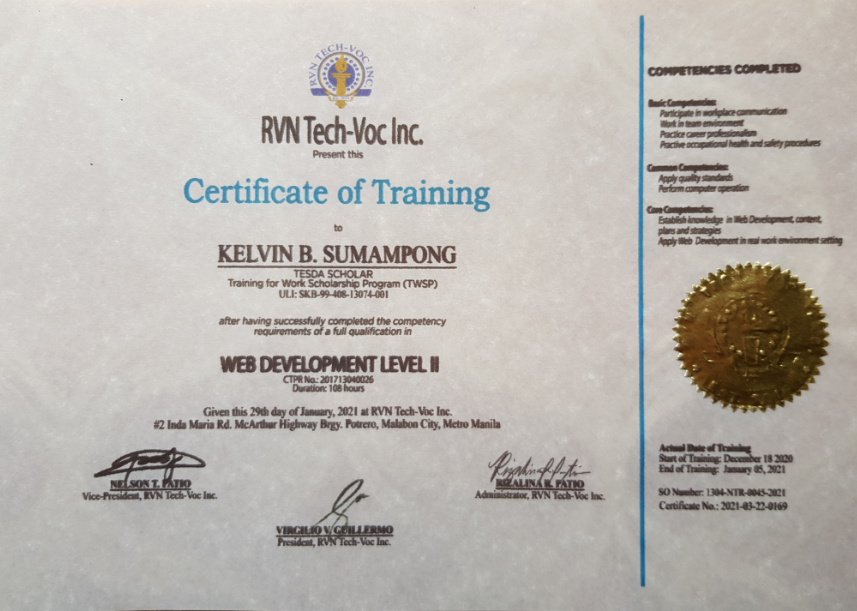 RVN TECH-VOC INC.
RVN Tech-Voc Inc.
Present this
Certificate of Training
to
KELVIN B. SUMAMPONG
TESDA SCHOLAR
Training for Work Scholarship Program (TWSP)
ULI: SKB-99-408-13074-001
after having successfully completed the competency
requirements of a full qualification in
WEB DEVELOPMENT LEVEL II
CTPR No.: 201713040026
Duration: 108 hours
Given this 29th day of January, 2021 at RVN Tech-Voc Inc.
#2 Inda Maria Rd. McArthur Highway Brgy. Potrero, Malabon City, Metro Manila
NELSON T. PATIO
Vice-President, RVN Tech-Voc Inc.
RIZALINA R. PATIO
Administrator, RVN Tech-Voc Inc.
VIRGILIO V. GUILLERMO
President, RVN Tech-Voc Inc.
COMPETENCIES COMPLETED
Basic Competencies:
Participate in workplace communication
Work in team environment
Practice career professionalism
Practive occupational health and safety procedures
Common Competencies:
Apply quality standards
Perform computer operation
Core Competencies:
Establish knowledge in Web Development, content,
plans and strategies
Apply Web Development in real work environment setting
Actual Date of Training
Start of Training: December 18 2020
End of Training: January 05, 2021
SO Number: 1304-NTR-0045-2021
Certificate No.: 2021-03-22-0169